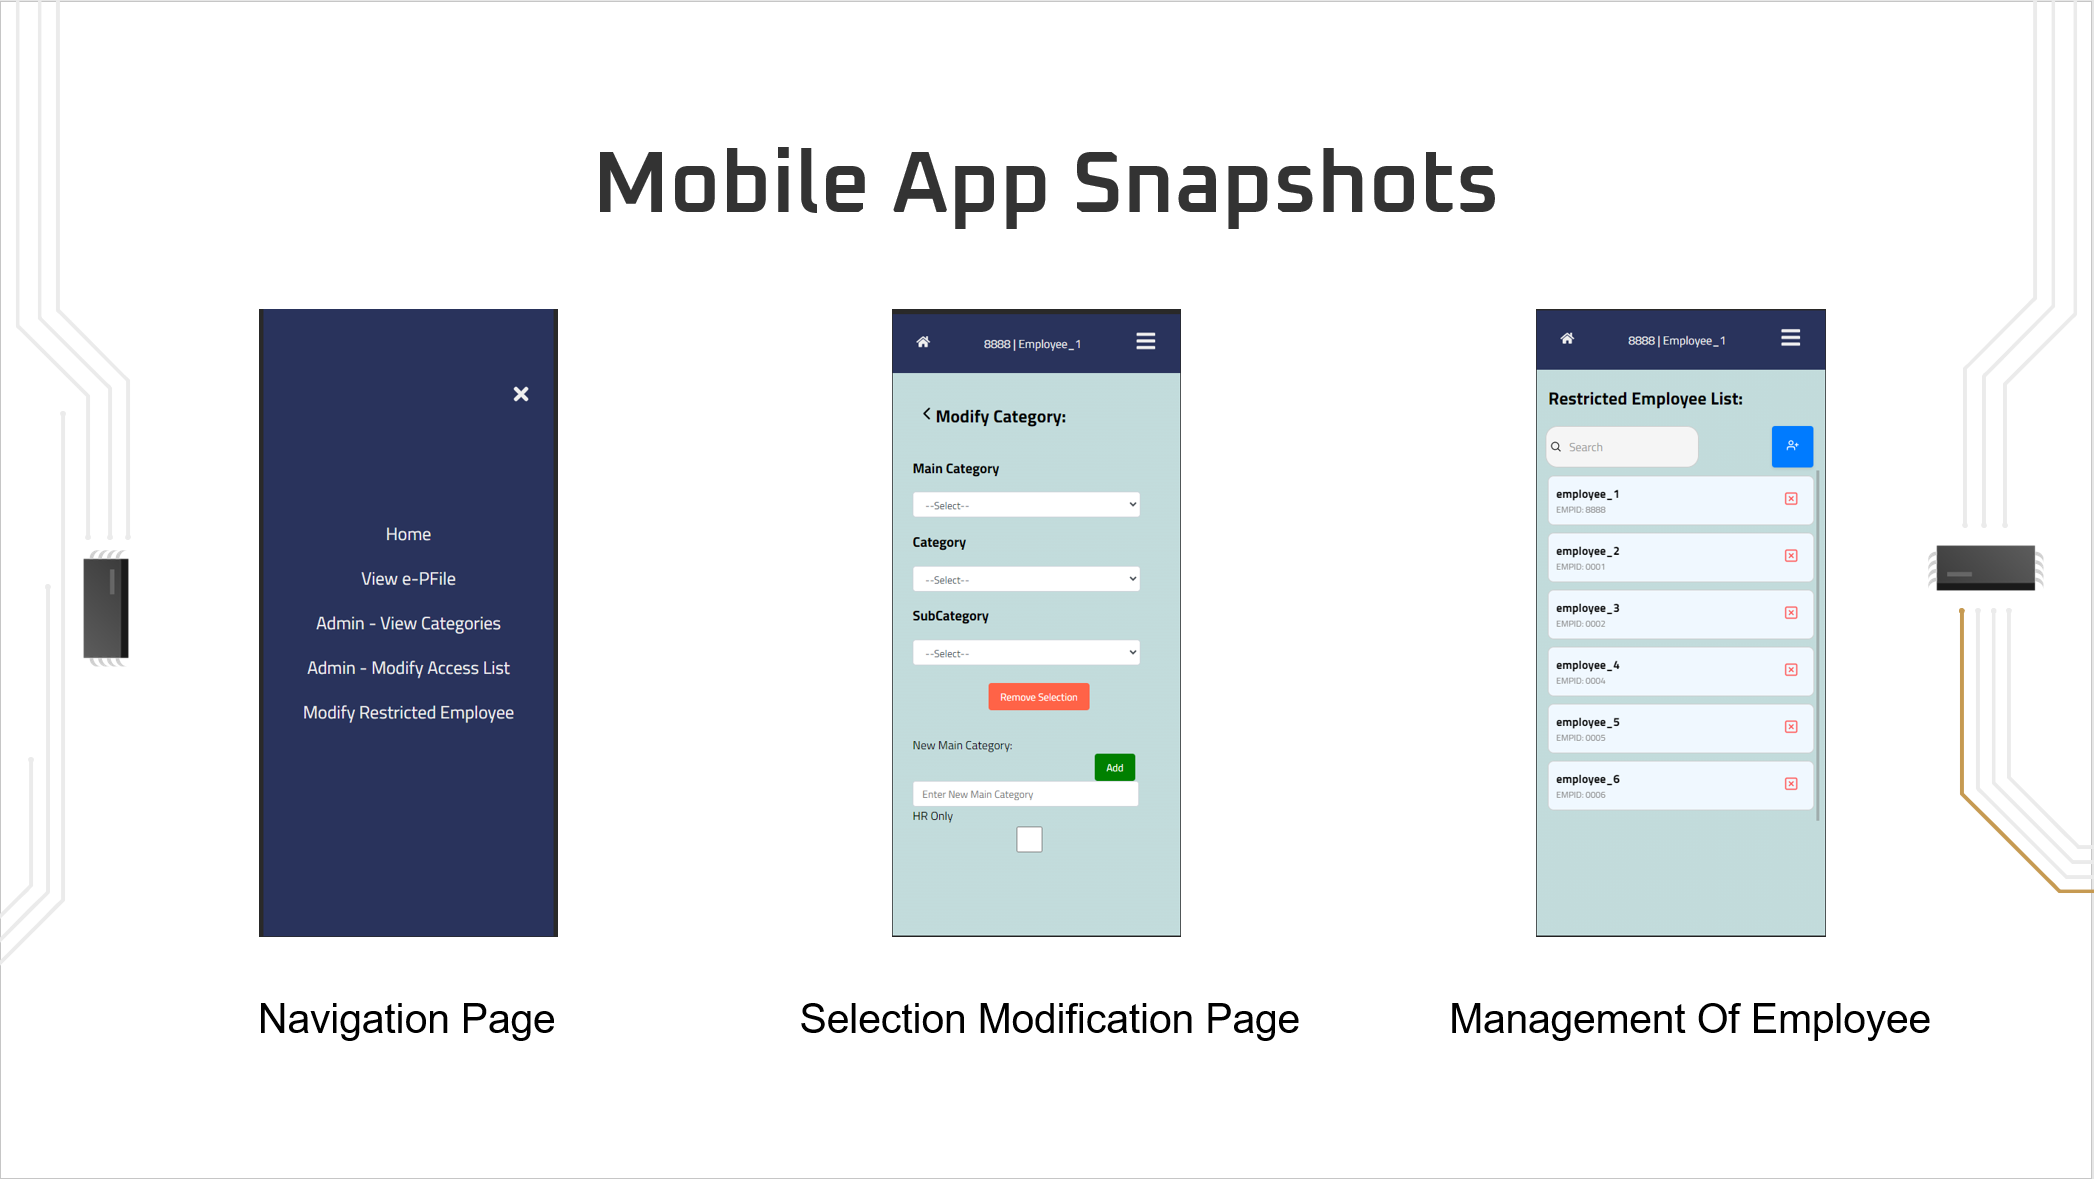 Mobile App Snapshots
Home
View e-PFile
Admin - View Categories
Admin - Modify Access List
Modify Restricted Employee
Navigation Page
8888 | Employee_1
Modify Category:
Main Category
--Select--
Category
--Select--
SubCategory
--Select--
Remove Selection
New Main Category:
Add
Enter New Main Category
HR Only
Selection Modification Page
8888 | Employee_1
Restricted Employee List:
Search
employee_1
EMPID: 8888
employee_2
EMPID: 0001
employee_3
EMPID: 0002
employee_4
EMPID: 0004
employee_5
EMPID: 0005
employee_6
EMPID: 0006
Management Of Employee